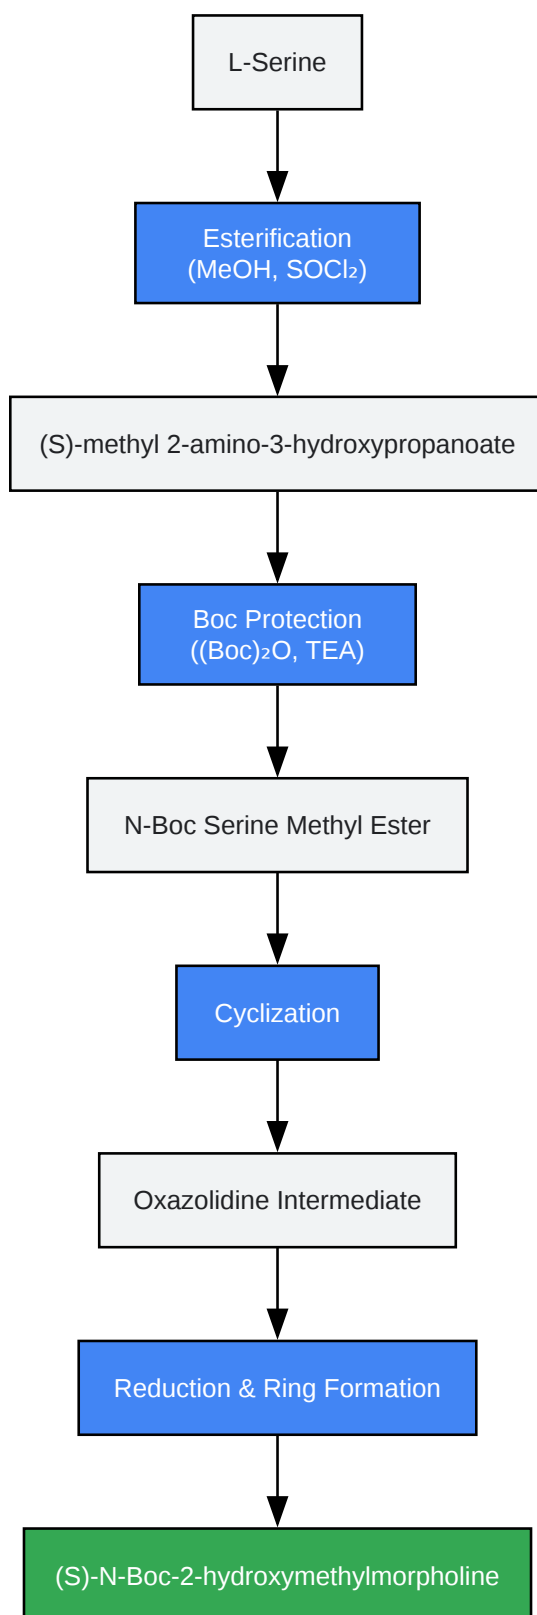 L-Serine
Esterification
(MeOH, SOCl₂)
(S)-methyl 2-amino-3-hydroxypropanoate
Boc Protection
((Boc)₂O, TEA)
N-Boc Serine Methyl Ester
Cyclization
Oxazolidine Intermediate
Reduction & Ring Formation
(S)-N-Boc-2-hydroxymethylmorpholine